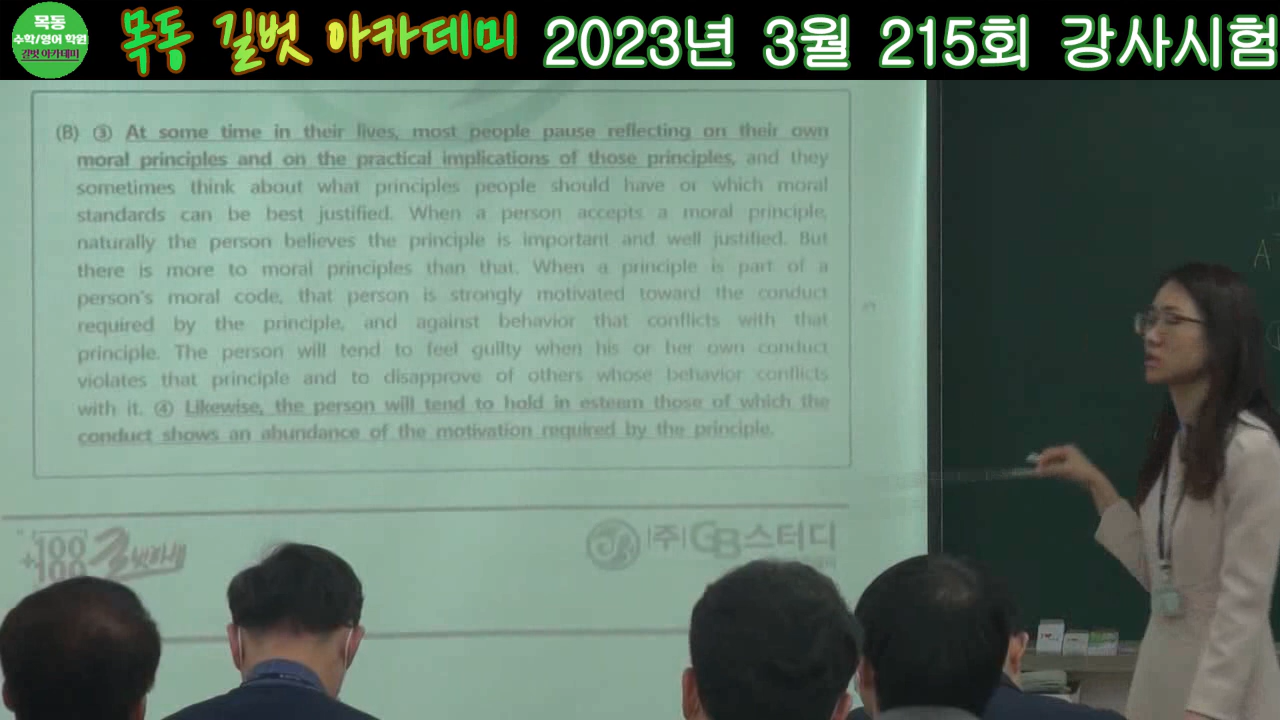 목동
수학/영어 학원
길벗 아카데미
목동 길벗 아카데미 2023년 3월 215회 강사시험
(B) ③ At some time in their lives, most people pause reflecting on their own
moral principles and on the practical implications of those principles, and they
sometimes think about what principles people should have or which moral
standards can be best justified. When a person accepts a moral principle,
naturally the person believes the principle is important and well justified. But
there is more to moral principles than that. When a principle is part of a
person's moral code, that person is strongly motivated toward the conduct
required by the principle, and against behavior that conflicts with that
principle. The person will tend to feel guilty when his or her own conduct
violates that principle and to disapprove of others whose behavior conflicts
with it. ④ Likewise, the person will tend to hold in esteem those of which the
conduct shows an abundance of the motivation required by the principle.
+188
(주)GB스터디
A